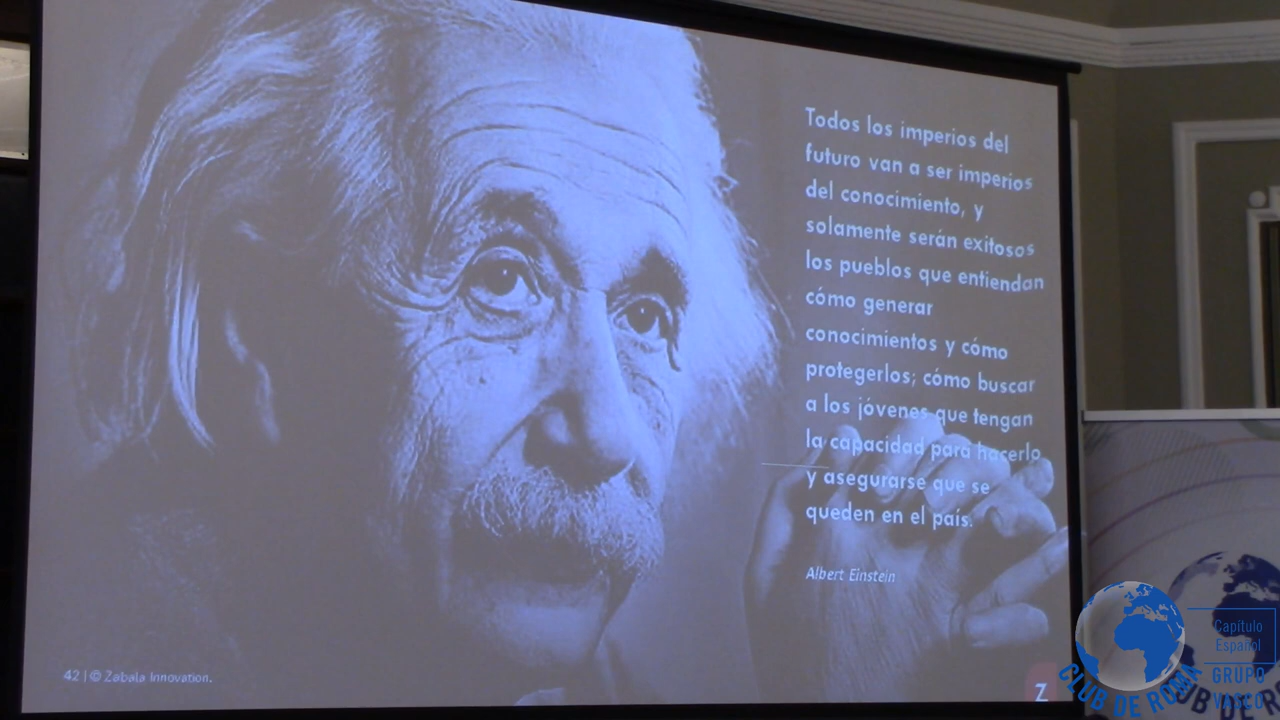 Todos los imperios del
futuro van a ser imperios
del conocimiento, y
solamente serán exitosos
los pueblos que entiendan
cómo generar
conocimientos y cómo
protegerlos; cómo buscar
a los jóvenes que tengan
la capacidad para hacerlo
y asegurarse que se
queden en el país.
Albert Einstein
42 | © Zabala Innovation.
Z
Capítulo
Español
GRUPO
VASCO
CLUB DE ROMA